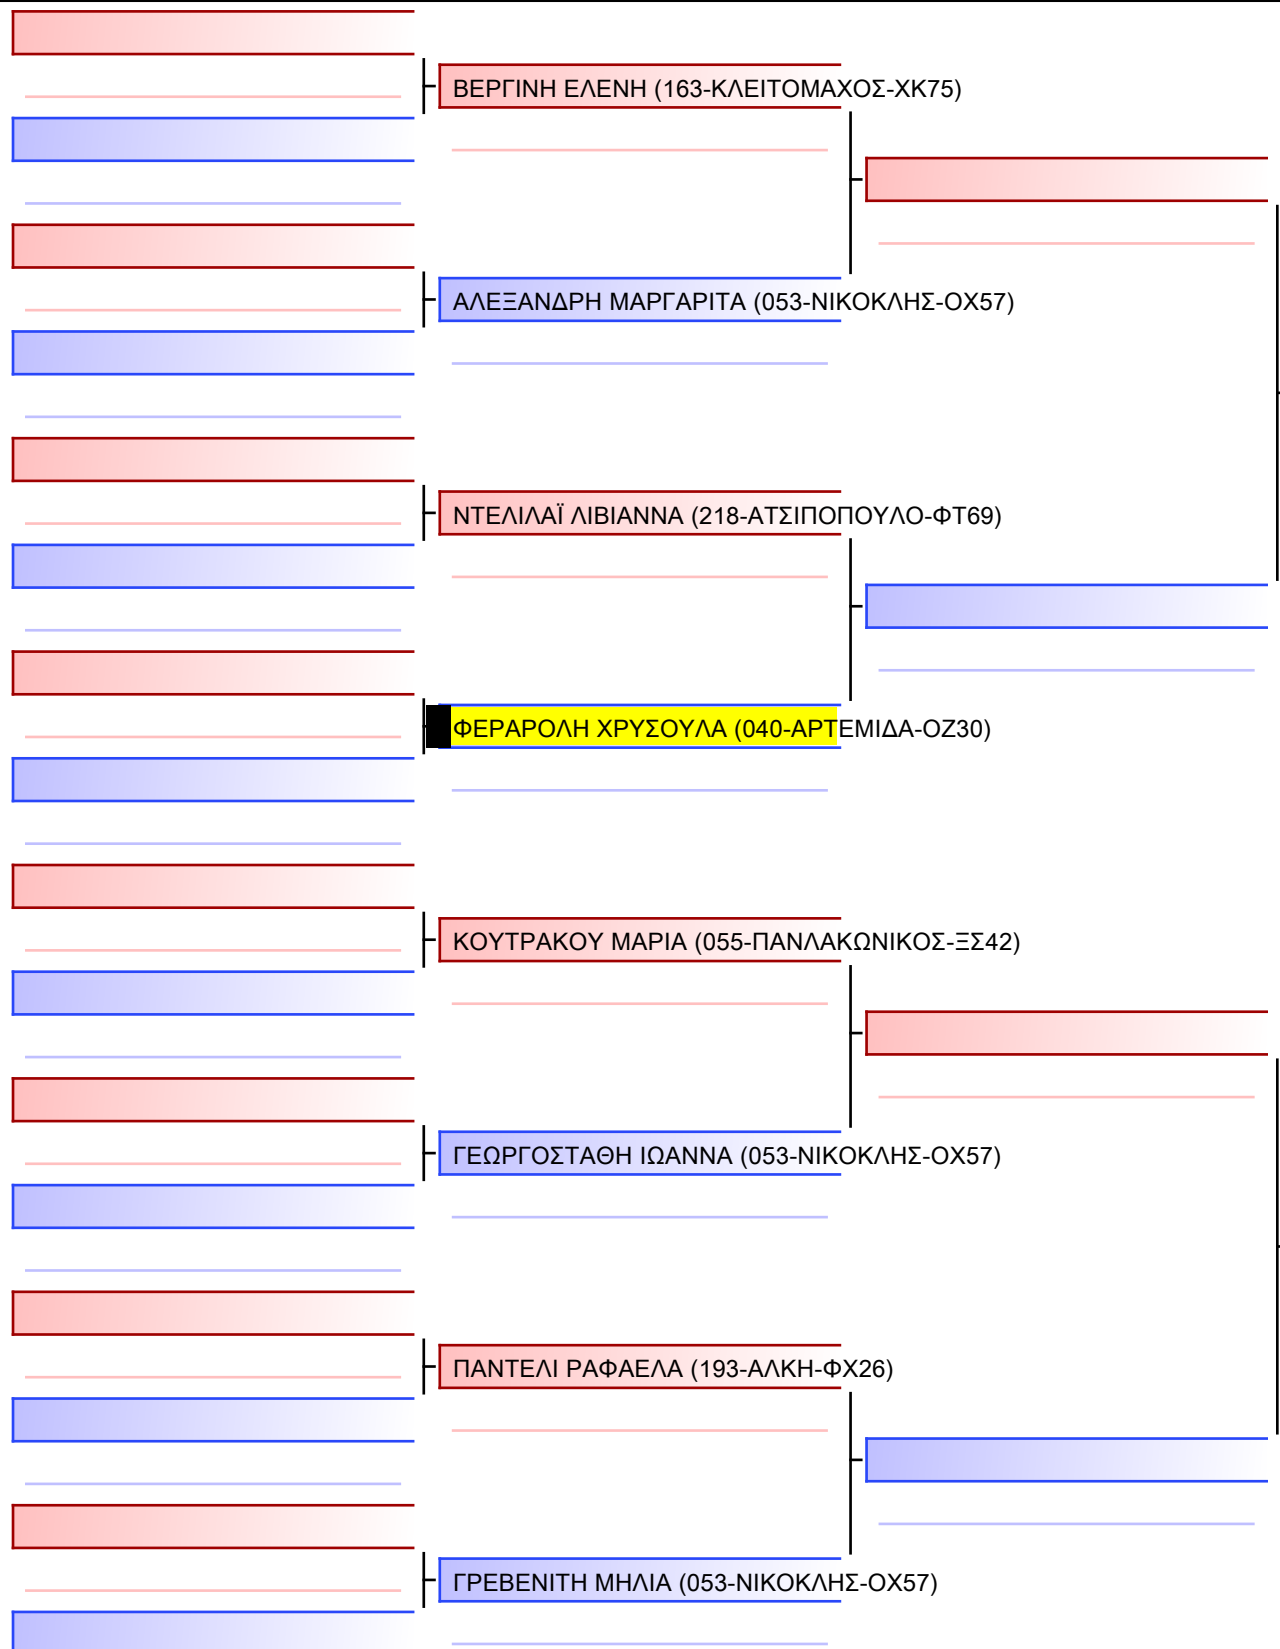 ΒΕΡΓΙΝΗ ΕΛΕΝΗ (163-ΚΛΕΙΤΟΜΑΧΟΣ-ΧΚ75)
ΑΛΕΞΑΝΔΡΗ ΜΑΡΓΑΡΙΤΑ (053-ΝΙΚΟΚΛΗΣ-ΟΧ57)
ΝΤΕΛΙΛΑΪ ΛΙΒΙΑΝΝΑ (218-ΑΤΣΙΠΟΠΟΥΛΟ-ΦΤ69)
ΦΕΡΑΡΟΛΗ ΧΡΥΣΟΥΛΑ (040-ΑΡΤΕΜΙΔΑ-ΟΖ30)
ΚΟΥΤΡΑΚΟΥ ΜΑΡΙΑ (055-ΠΑΝΛΑΚΩΝΙΚΟΣ-ΞΣ42)
ΓΕΩΡΓΟΣΤΑΘΗ ΙΩΑΝΝΑ (053-ΝΙΚΟΚΛΗΣ-ΟΧ57)
ΠΑΝΤΕΛΙ ΡΑΦΑΕΛΑ (193-ΑΛΚΗ-ΦΧ26)
ΓΡΕΒΕΝΙΤΗ ΜΗΛΙΑ (053-ΝΙΚΟΚΛΗΣ-ΟΧ57)